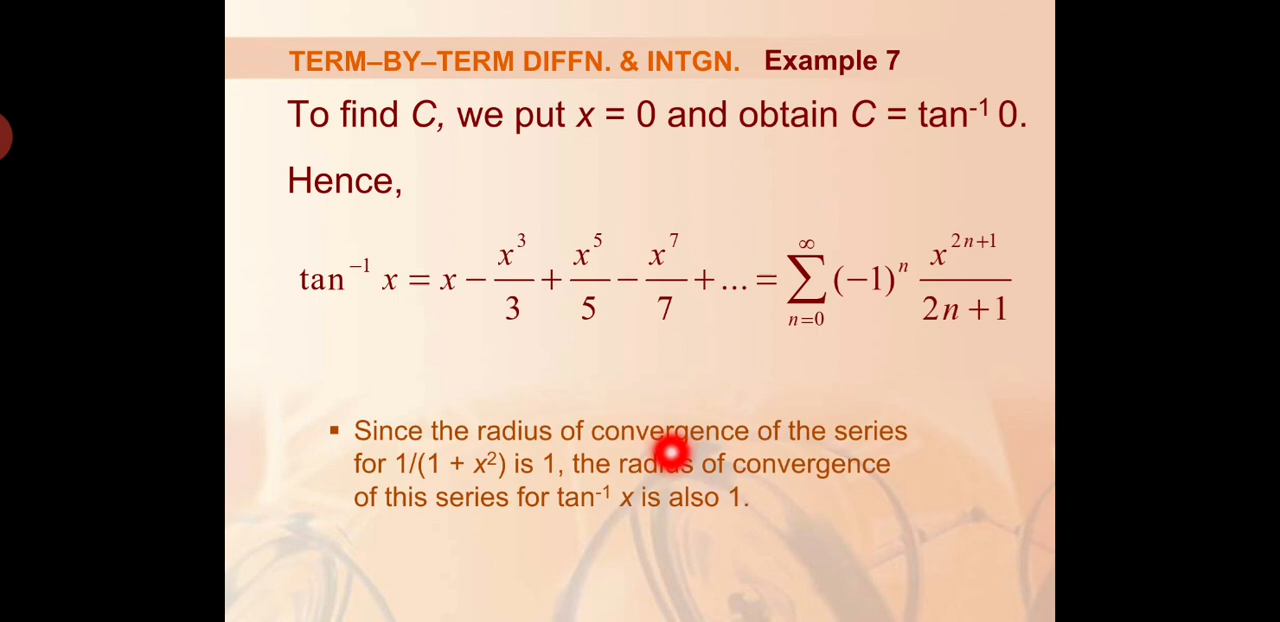 TERM–BY–TERM DIFFN. & INTGN. Example 7
To find C, we put x = 0 and obtain C = tan⁻¹ 0.
Hence,
tan⁻¹ x = x − x³/3 + x⁵/5 − x⁷/7 + ... = ∑_{n=0}^{∞} (−1)ⁿ x²ⁿ⁺¹/(2n +1)
▪ Since the radius of convergence of the series
for 1/(1 + x²) is 1, the radius of convergence
of this series for tan⁻¹ x is also 1.